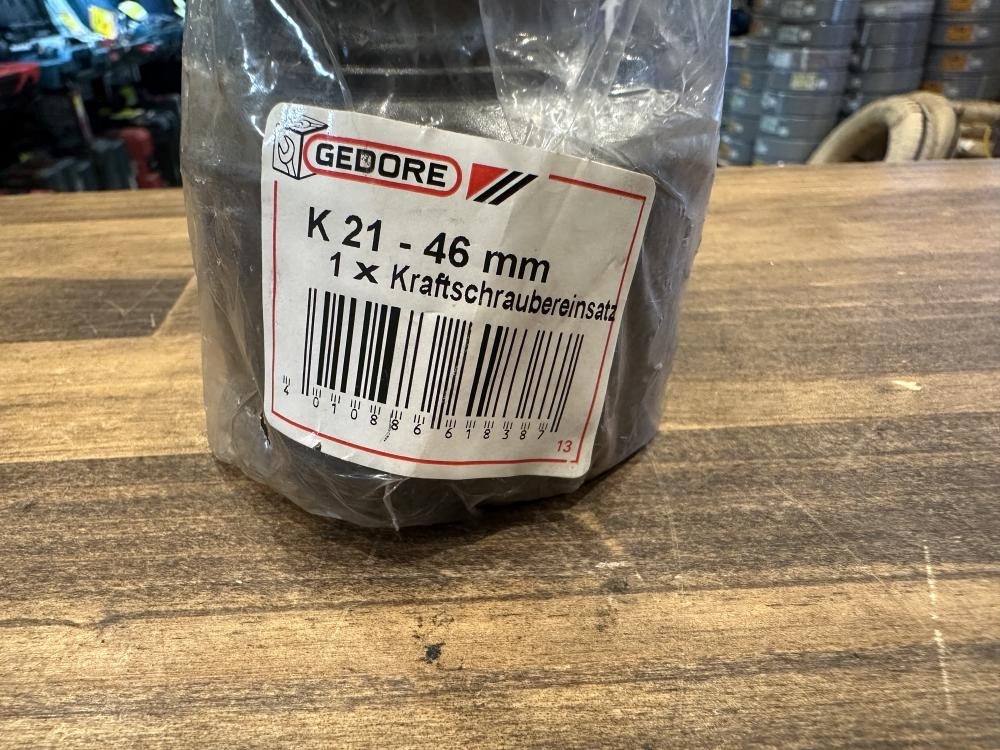 GEDORE
K 21 - 46 mm
1 x Kraftschraubereinsatz
4 010886 618387
13